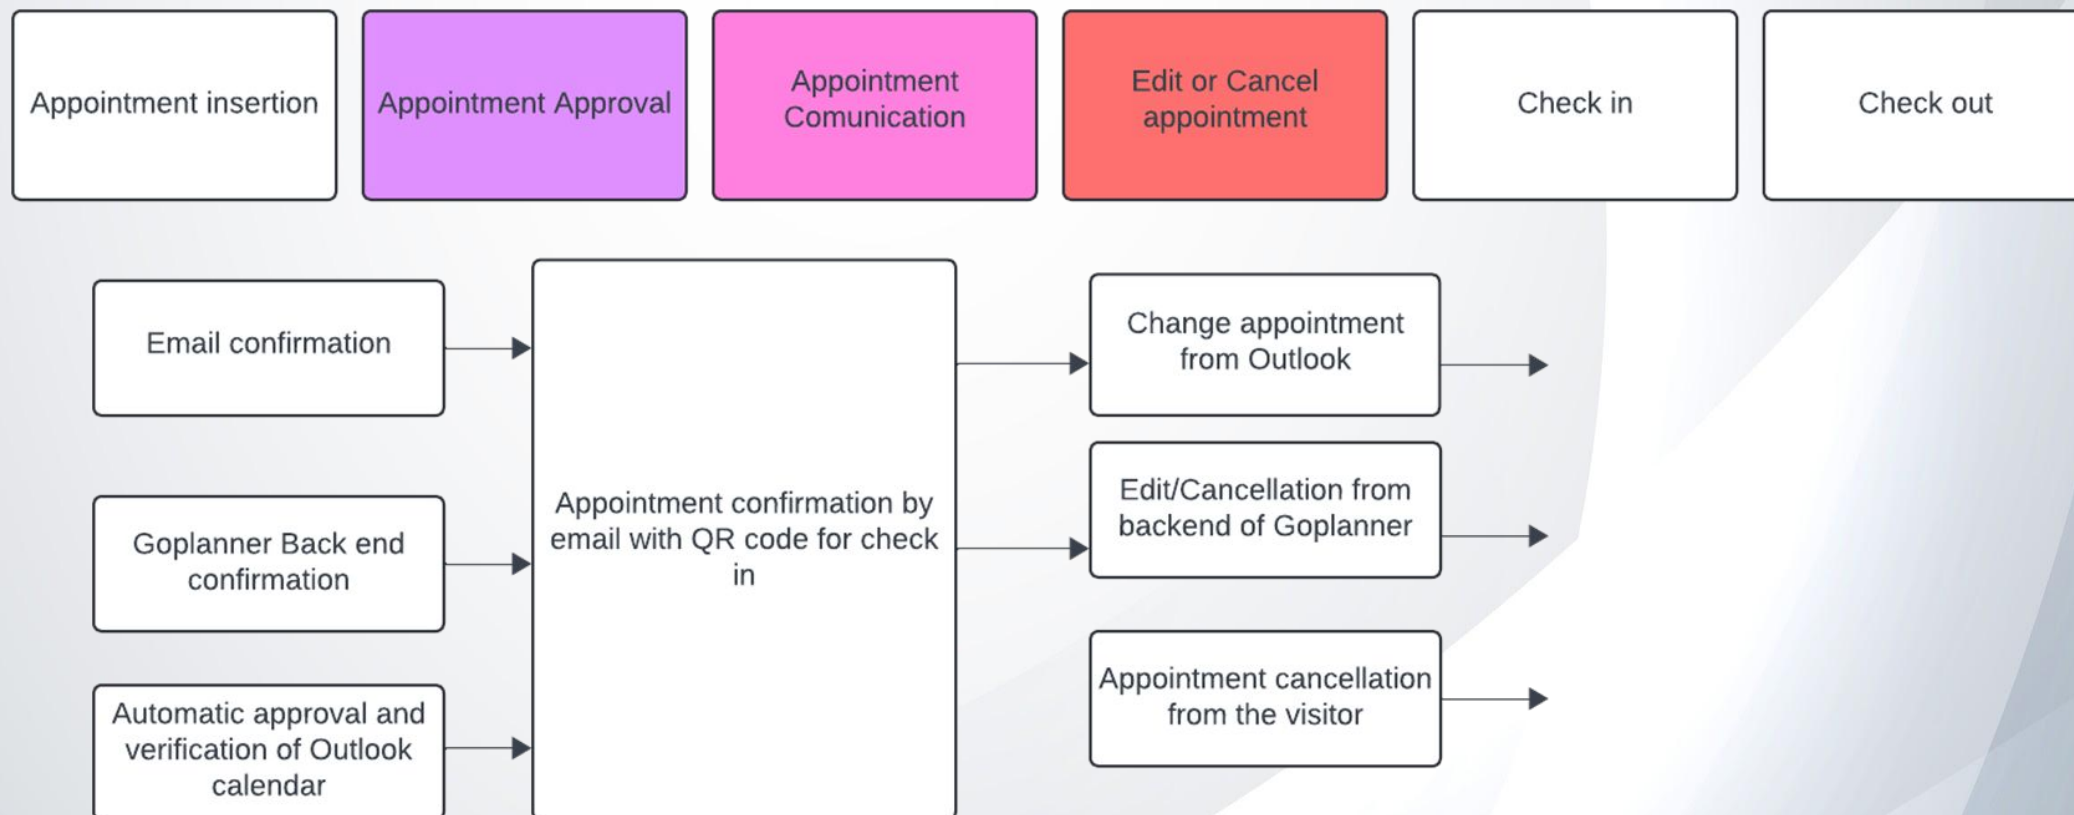 Appointment insertion
Appointment Approval
Appointment
Comunication
Edit or Cancel
appointment
Check in
Check out
Email confirmation
Goplanner Back end
confirmation
Automatic approval and
verification of Outlook
calendar
Appointment confirmation by
email with QR code for check
in
Change appointment
from Outlook
Edit/Cancellation from
backend of Goplanner
Appointment cancellation
from the visitor